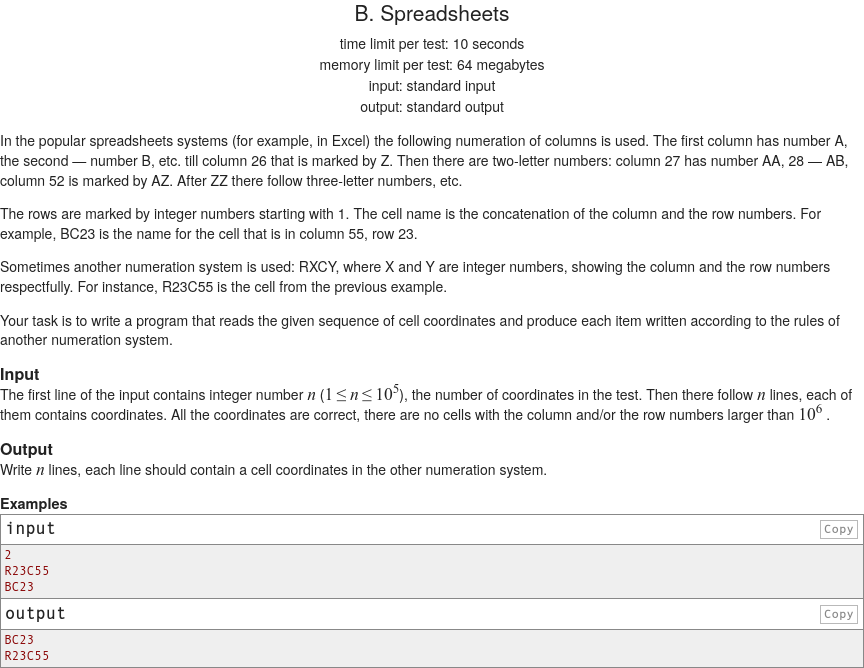 B. Spreadsheets
time limit per test: 10 seconds
memory limit per test: 64 megabytes
input: standard input
output: standard output
In the popular spreadsheets systems (for example, in Excel) the following numeration of columns is used. The first column has number A,
the second — number B, etc. till column 26 that is marked by Z. Then there are two-letter numbers: column 27 has number AA, 28 — AB,
column 52 is marked by AZ. After ZZ there follow three-letter numbers, etc.
The rows are marked by integer numbers starting with 1. The cell name is the concatenation of the column and the row numbers. For
example, BC23 is the name for the cell that is in column 55, row 23.
Sometimes another numeration system is used: RXCY, where X and Y are integer numbers, showing the column and the row numbers
respectfully. For instance, R23C55 is the cell from the previous example.
Your task is to write a program that reads the given sequence of cell coordinates and produce each item written according to the rules of
another numeration system.
Input
The first line of the input contains integer number n (1 ≤ n ≤ 10^5), the number of coordinates in the test. Then there follow n lines, each of
them contains coordinates. All the coordinates are correct, there are no cells with the column and/or the row numbers larger than 10^6 .
Output
Write n lines, each line should contain a cell coordinates in the other numeration system.
Examples
input Copy
2
R23C55
BC23
output Copy
BC23
R23C55